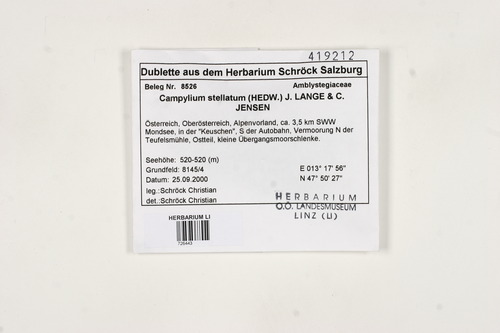 419212
Dublette aus dem Herbarium Schröck Salzburg
Beleg Nr. 8526 Amblystegiaceae
Campylium stellatum (HEDW.) J. LANGE & C.
JENSEN
Österreich, Oberösterreich, Alpenvorland, ca. 3,5 km SWW
Mondsee, in der "Keuschen", S der Autobahn, Vermoorung N der
Teufelsmühle, Ostteil, kleine Übergangsmoorschlenke.
Seehöhe: 520-520 (m)
Grundfeld: 8145/4 E 013° 17' 56"
Datum: 25.09.2000 N 47° 50' 27"
leg.:Schröck Christian
det.:Schröck Christian
HERBARIUM
O.Ö. LANDESMUSEUM
LINZ (LI)
HERBARIUM LI
726443